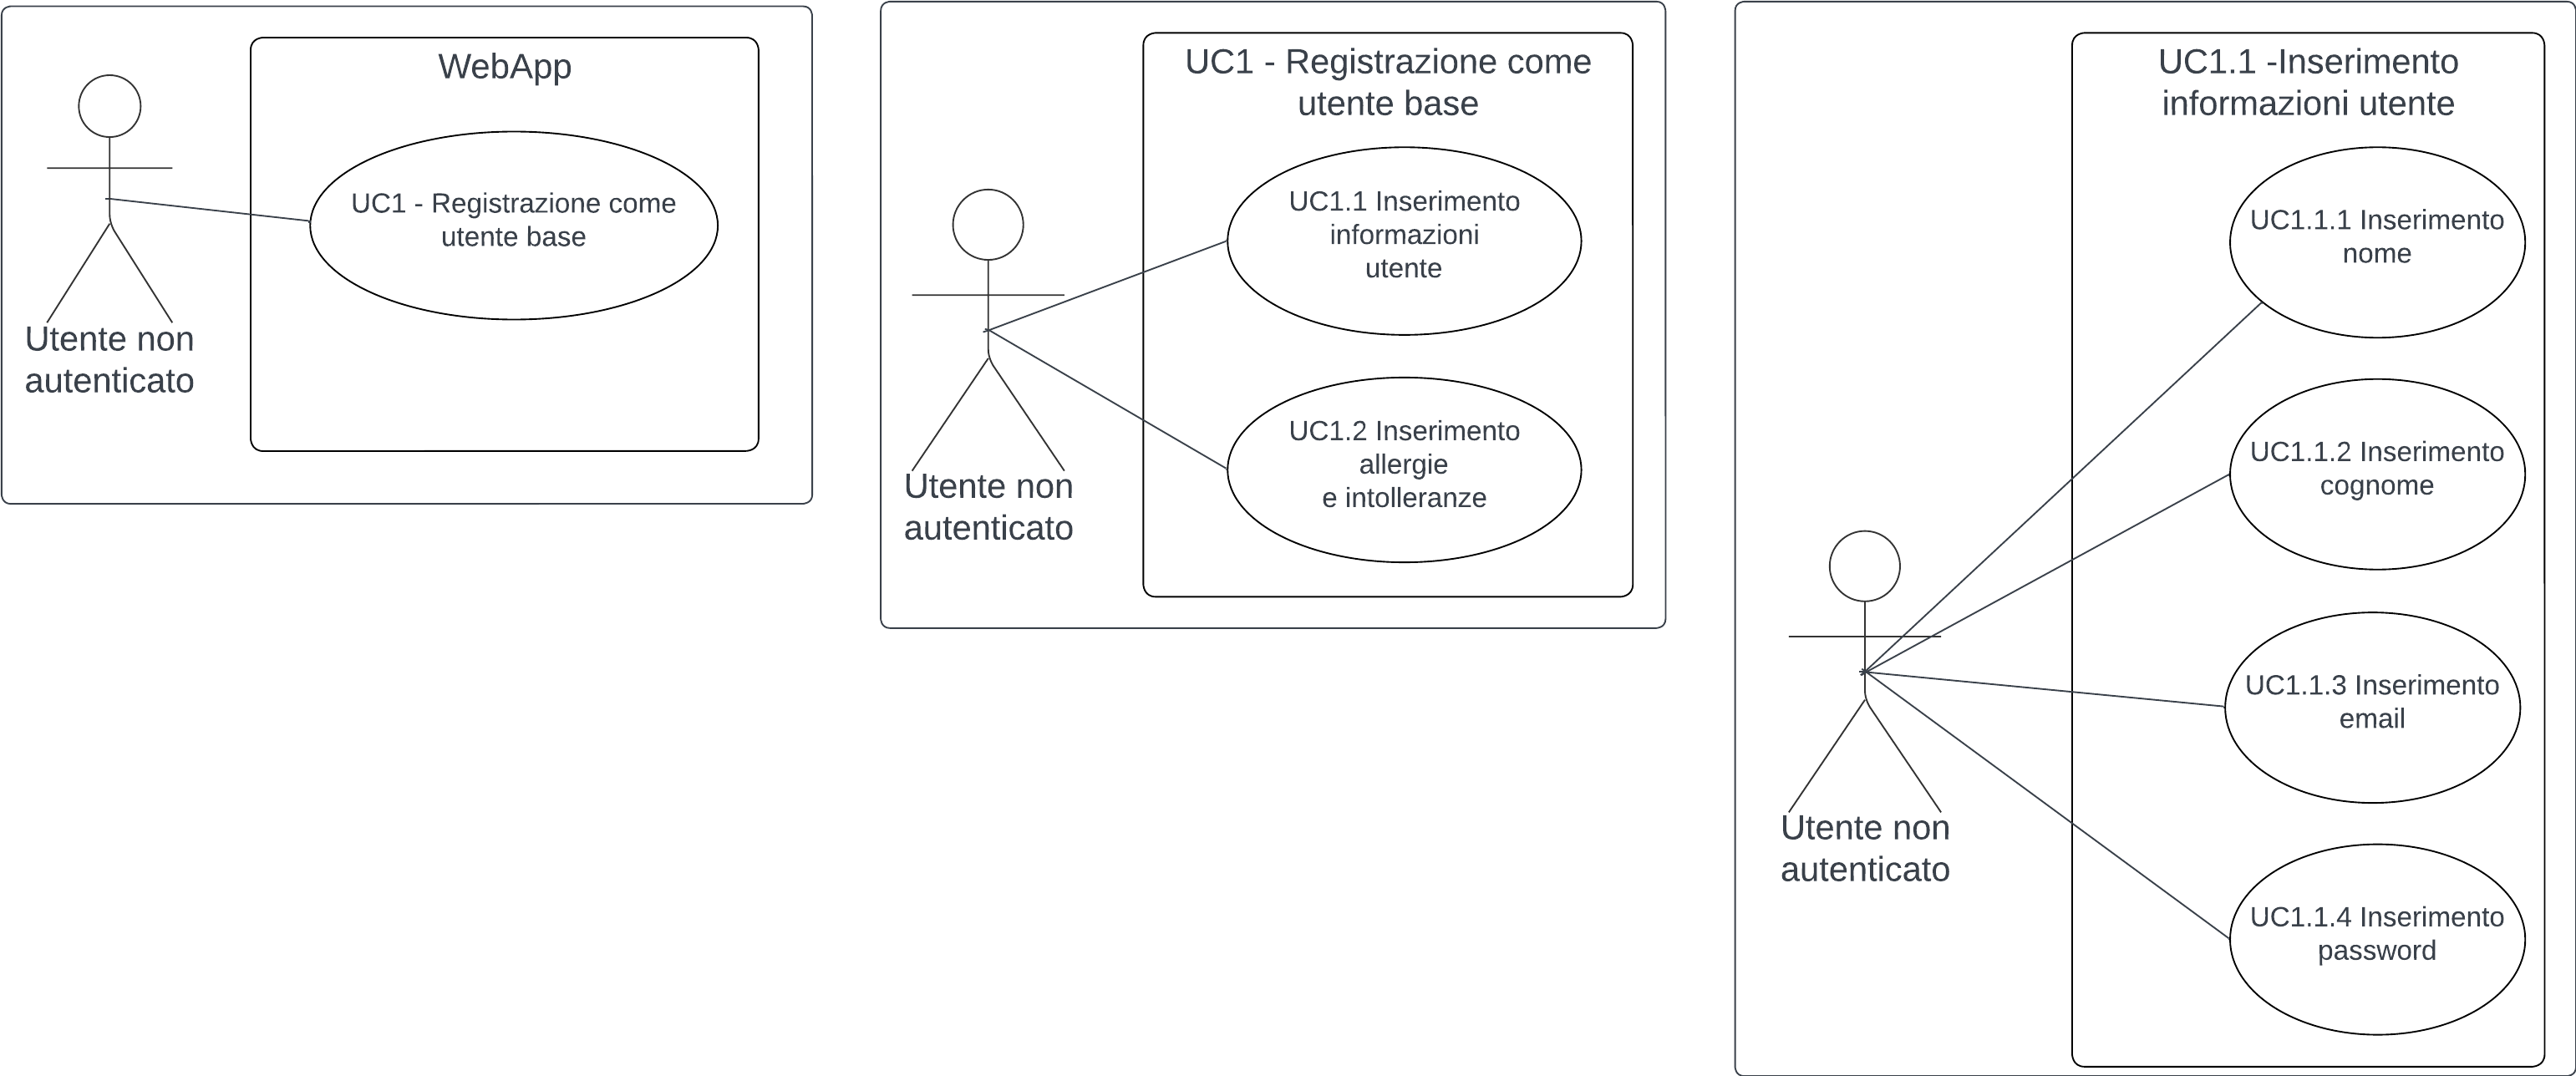 WebApp
UC1 - Registrazione come
utente base
Utente non
autenticato
UC1 - Registrazione come
utente base
UC1.1 Inserimento
informazioni
utente
UC1.2 Inserimento
allergie
e intolleranze
Utente non
autenticato
UC1.1 -Inserimento
informazioni utente
UC1.1.1 Inserimento
nome
UC1.1.2 Inserimento
cognome
UC1.1.3 Inserimento
email
Utente non
autenticato
UC1.1.4 Inserimento
password